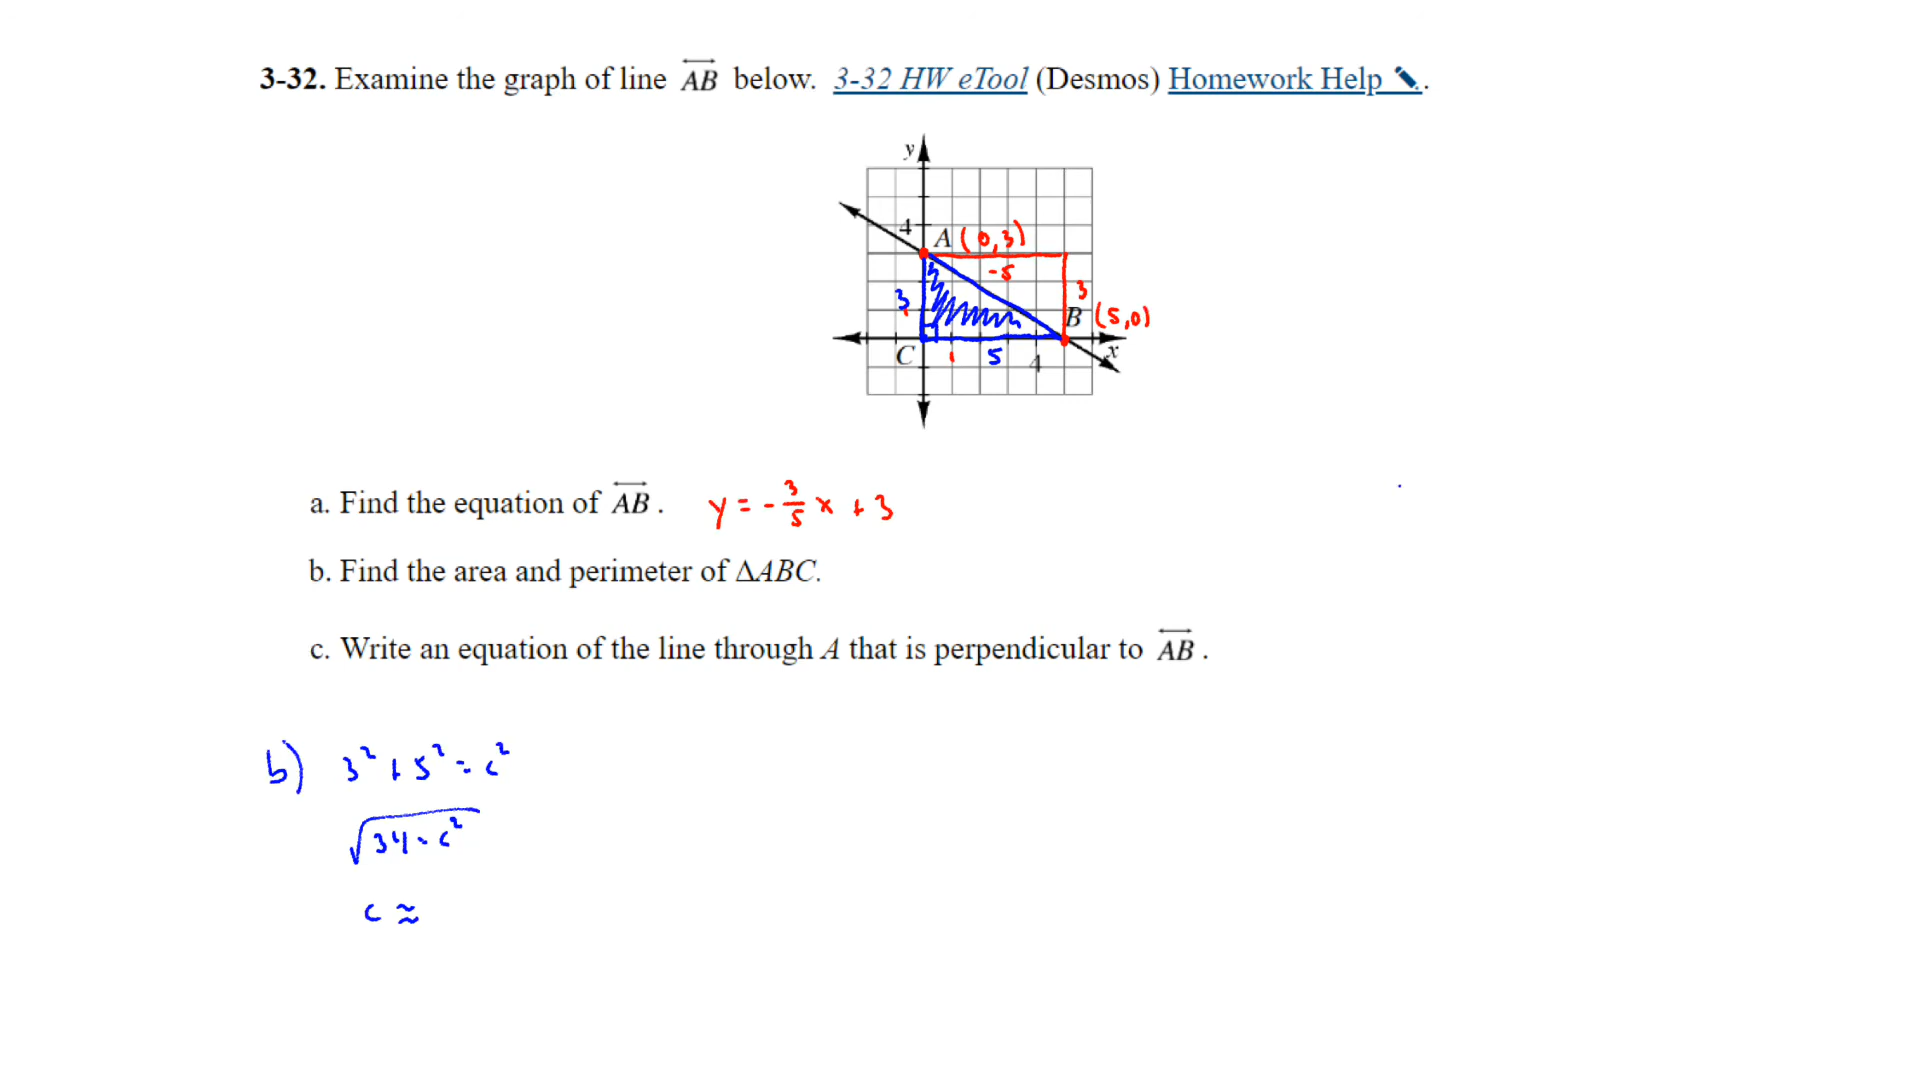 3-32. Examine the graph of line AB below. 3-32 HW eTool (Desmos) Homework Help ✎.
y
4
A (0,3)
-5
3
3
B (5,0)
C
5
4
x
a. Find the equation of AB. y = -3/5 x + 3
b. Find the area and perimeter of ΔABC.
c. Write an equation of the line through A that is perpendicular to AB.
b) 3² + 5² = c²
√34 = c²
c ≈